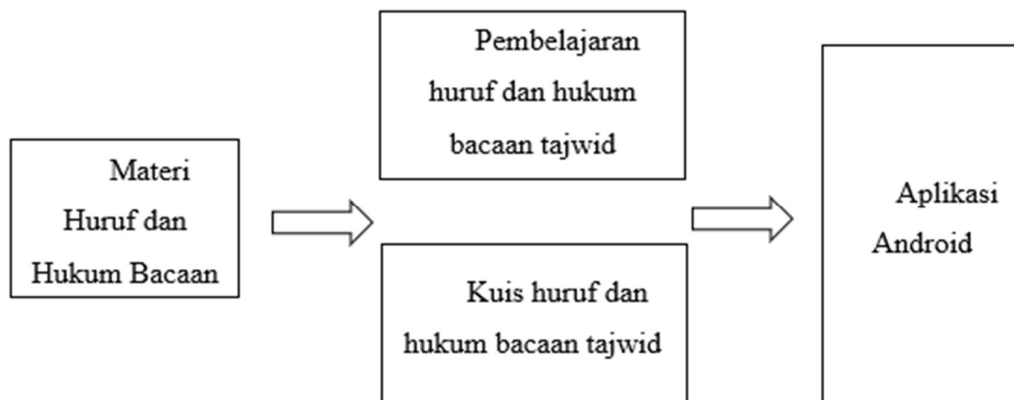 Materi
Huruf dan
Hukum Bacaan
Pembelajaran
huruf dan hukum
bacaan tajwid
Kuis huruf dan
hukum bacaan tajwid
Aplikasi
Android